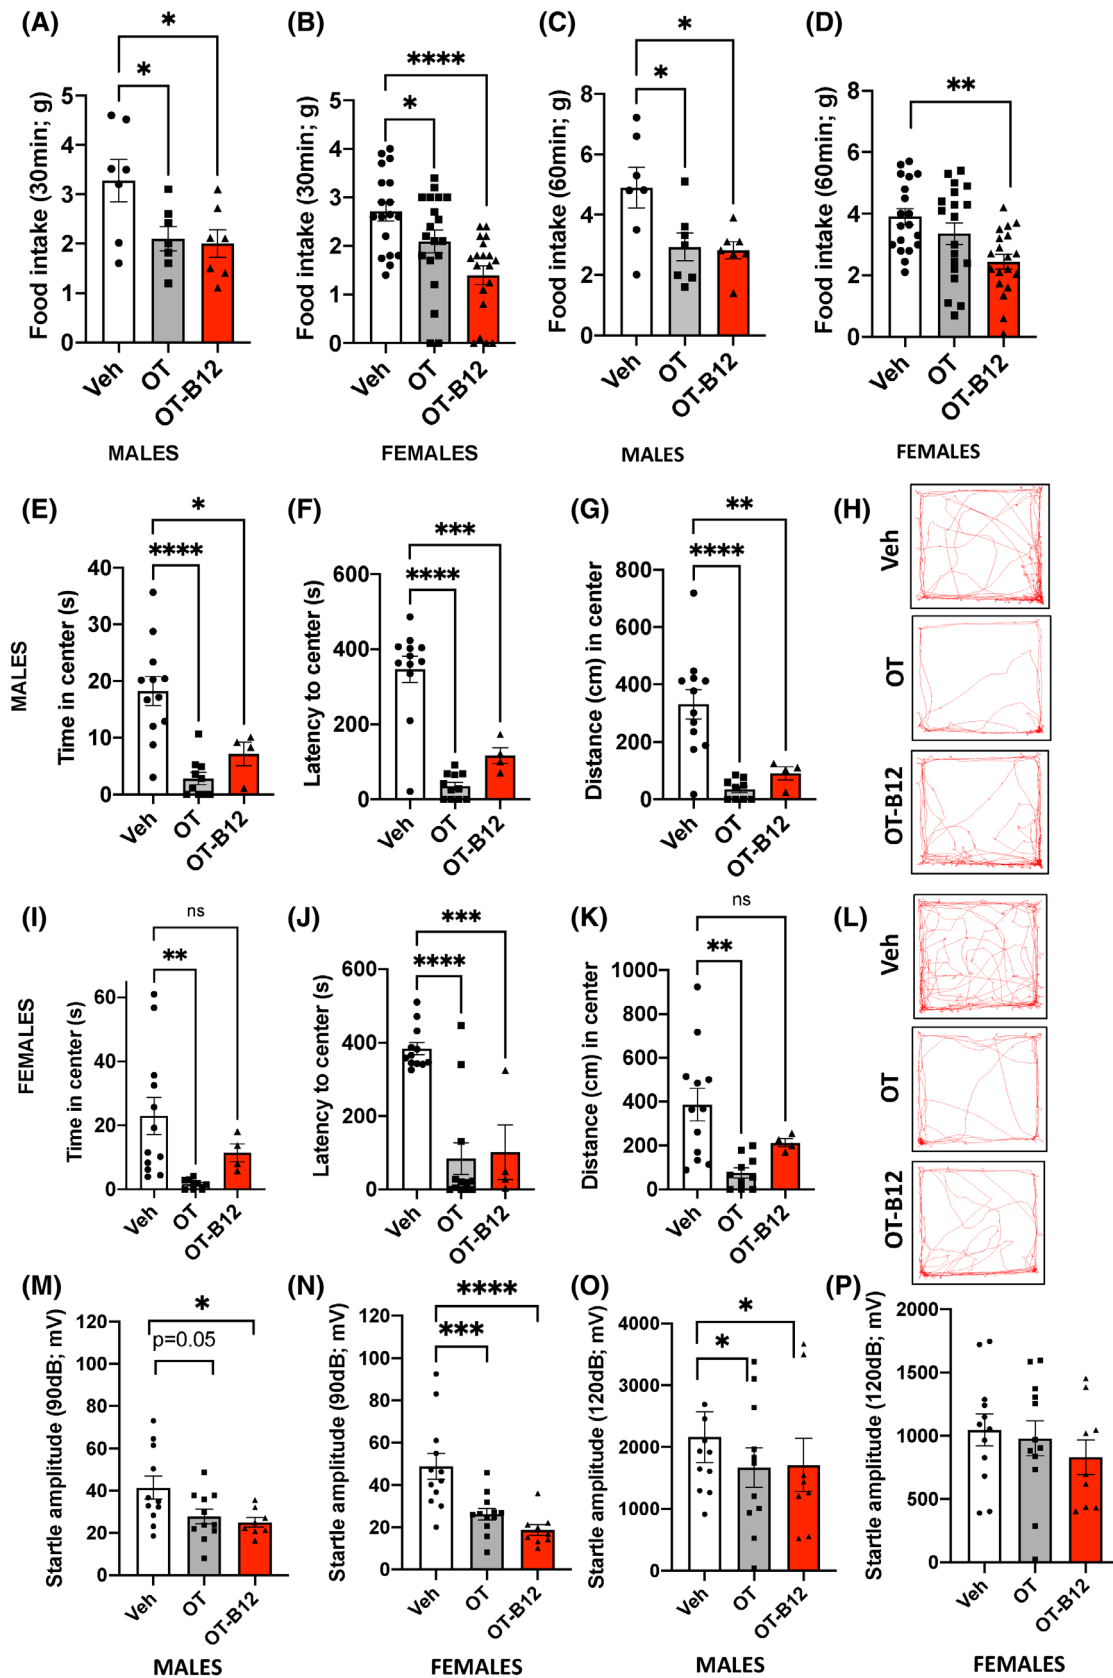 (A)
*
*
Food intake (30min; g)
5
4
3
2
1
0
Veh
OT
OT-B12
MALES
(B)
****
*
Food intake (30min; g)
5
4
3
2
1
0
Veh
OT
OT-B12
FEMALES
(C)
*
*
Food intake (60min; g)
8
6
4
2
0
Veh
OT
OT-B12
MALES
(D)
**
Food intake (60min; g)
8
6
4
2
0
Veh
OT
OT-B12
FEMALES
MALES
(E)
*
****
Time in center (s)
40
30
20
10
0
Veh
OT
OT-B12
(F)
***
****
Latency to center (s)
600
400
200
0
Veh
OT
OT-B12
(G)
**
****
Distance (cm) in center
800
600
400
200
0
Veh
OT
OT-B12
(H)
Veh
OT
OT-B12
FEMALES
(I)
ns
**
Time in center (s)
60
40
20
0
Veh
OT
OT-B12
(J)
***
****
Latency to center (s)
600
400
200
0
Veh
OT
OT-B12
(K)
ns
**
Distance (cm) in center
1000
800
600
400
200
0
Veh
OT
OT-B12
(L)
Veh
OT
OT-B12
(M)
*
p=0.05
Startle amplitude (90dB; mV)
120
100
80
60
40
20
0
Veh
OT
OT-B12
MALES
(N)
****
***
Startle amplitude (90dB; mV)
120
100
80
60
40
20
0
Veh
OT
OT-B12
FEMALES
(O)
*
*
Startle amplitude (120dB; mV)
4000
3000
2000
1000
0
Veh
OT
OT-B12
MALES
(P)
Startle amplitude (120dB; mV)
2000
1500
1000
500
0
Veh
OT
OT-B12
FEMALES